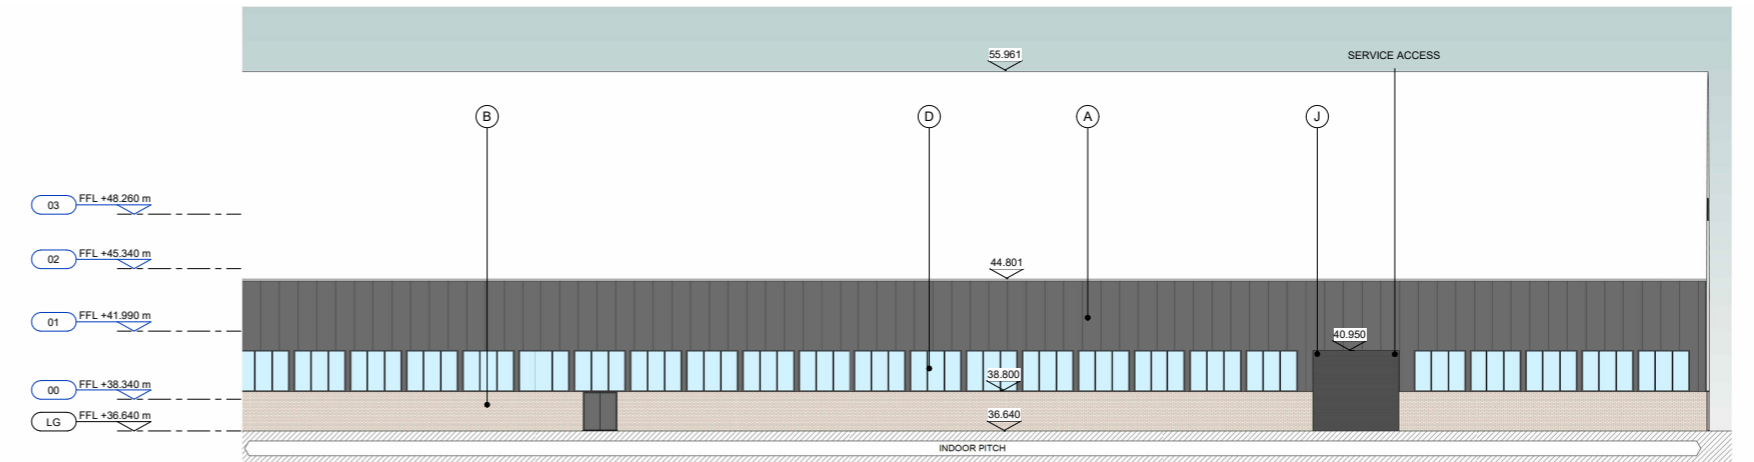 55.961
SERVICE ACCESS
B
D
A
J
03 FFL +48.260 m
02 FFL +45.340 m
44.801
01 FFL +41.990 m
40.950
00 FFL +38.340 m
38.800
LG FFL +36.640 m
36.640
INDOOR PITCH